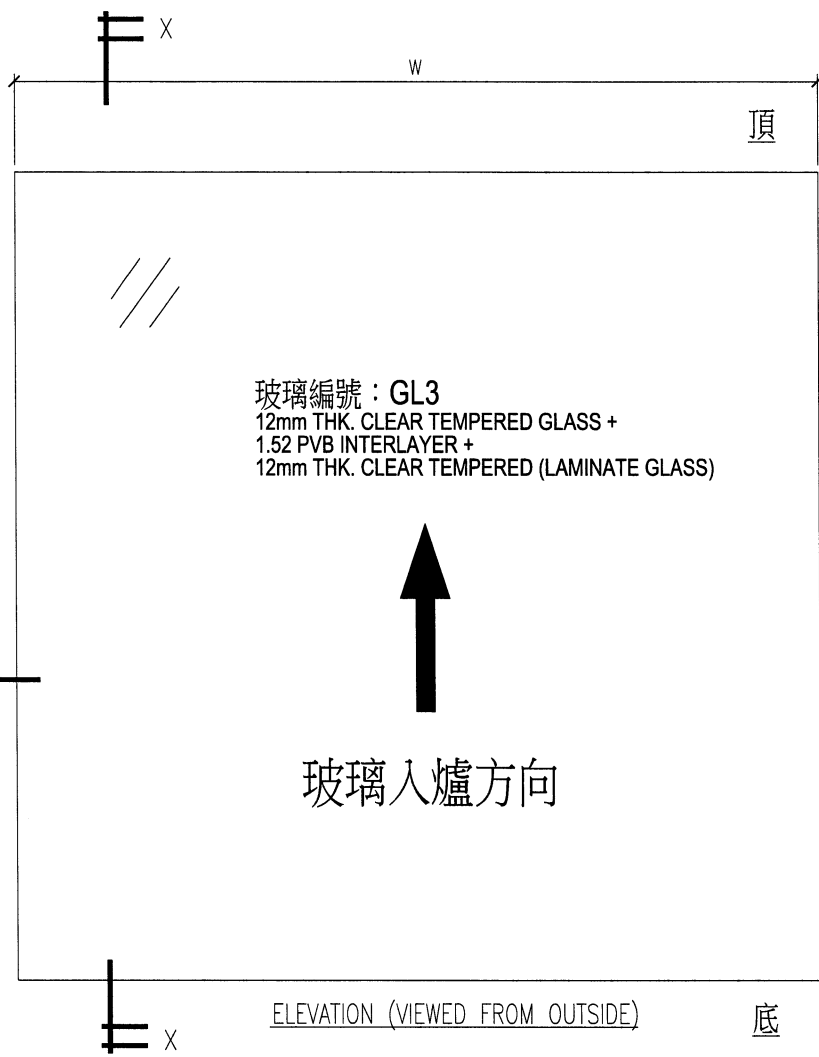 X
W
頂
玻璃編號：GL3
12mm THK. CLEAR TEMPERED GLASS +
1.52 PVB INTERLAYER +
12mm THK. CLEAR TEMPERED (LAMINATE GLASS)
玻璃入爐方向
ELEVATION (VIEWED FROM OUTSIDE)
底
X